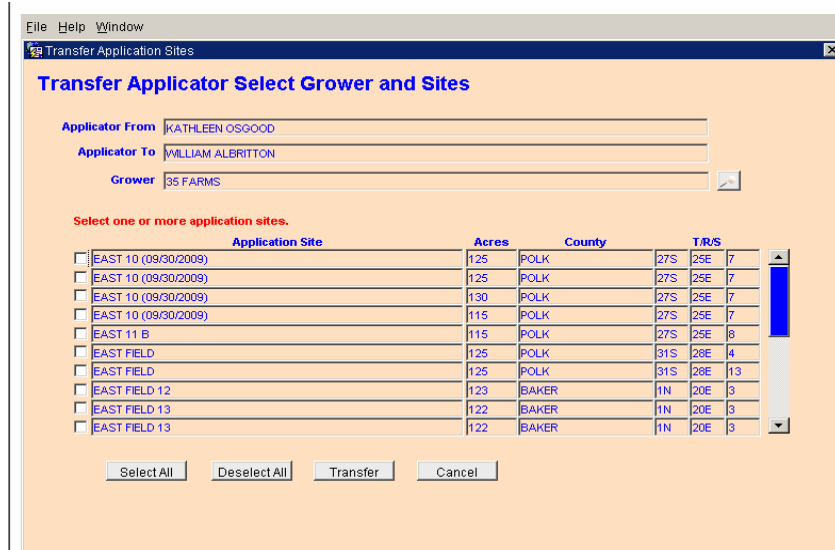 File Help Window
Transfer Application Sites
Transfer Applicator Select Grower and Sites
Applicator From KATHLEEN OSGOOD
Applicator To WILLIAM ALBRITTON
Grower 35 FARMS
Select one or more application sites.
Application Site Acres County T/R/S
EAST 10 (09/30/2009) 125 POLK 27S 25E 7
EAST 10 (09/30/2009) 125 POLK 27S 25E 7
EAST 10 (09/30/2009) 130 POLK 27S 25E 7
EAST 10 (09/30/2009) 115 POLK 27S 25E 7
EAST 11 B 115 POLK 27S 25E 8
EAST FIELD 125 POLK 31S 28E 4
EAST FIELD 125 POLK 31S 28E 13
EAST FIELD 12 123 BAKER 1N 20E 3
EAST FIELD 13 122 BAKER 1N 20E 3
EAST FIELD 13 122 BAKER 1N 20E 3
Select All Deselect All Transfer Cancel